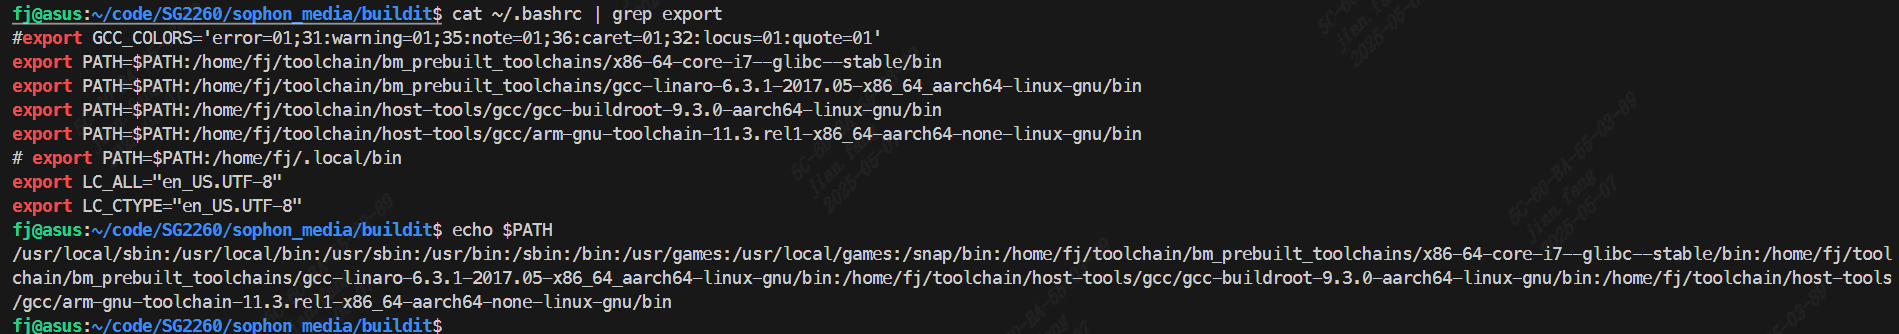 fj@asus:~/code/SG2260/sophon_media/buildit$ cat ~/.bashrc | grep export
#export GCC_COLORS='error=01;31:warning=01;35:note=01;36:caret=01;32:locus=01:quote=01'
export PATH=$PATH:/home/fj/toolchain/bm_prebuilt_toolchains/x86-64-core-i7--glibc--stable/bin
export PATH=$PATH:/home/fj/toolchain/bm_prebuilt_toolchains/gcc-linaro-6.3.1-2017.05-x86_64_aarch64-linux-gnu/bin
export PATH=$PATH:/home/fj/toolchain/host-tools/gcc/gcc-buildroot-9.3.0-aarch64-linux-gnu/bin
export PATH=$PATH:/home/fj/toolchain/host-tools/gcc/arm-gnu-toolchain-11.3.rel1-x86_64-aarch64-none-linux-gnu/bin
# export PATH=$PATH:/home/fj/.local/bin
export LC_ALL="en_US.UTF-8"
export LC_CTYPE="en_US.UTF-8"
fj@asus:~/code/SG2260/sophon_media/buildit$ echo $PATH
/usr/local/sbin:/usr/local/bin:/usr/sbin:/usr/bin:/sbin:/bin:/usr/games:/usr/local/games:/snap/bin:/home/fj/toolchain/bm_prebuilt_toolchains/x86-64-core-i7--glibc--stable/bin:/home/fj/tool
chain/bm_prebuilt_toolchains/gcc-linaro-6.3.1-2017.05-x86_64_aarch64-linux-gnu/bin:/home/fj/toolchain/host-tools/gcc/gcc-buildroot-9.3.0-aarch64-linux-gnu/bin:/home/fj/toolchain/host-tools
/gcc/arm-gnu-toolchain-11.3.rel1-x86_64-aarch64-none-linux-gnu/bin
fj@asus:~/code/SG2260/sophon_media/buildit$